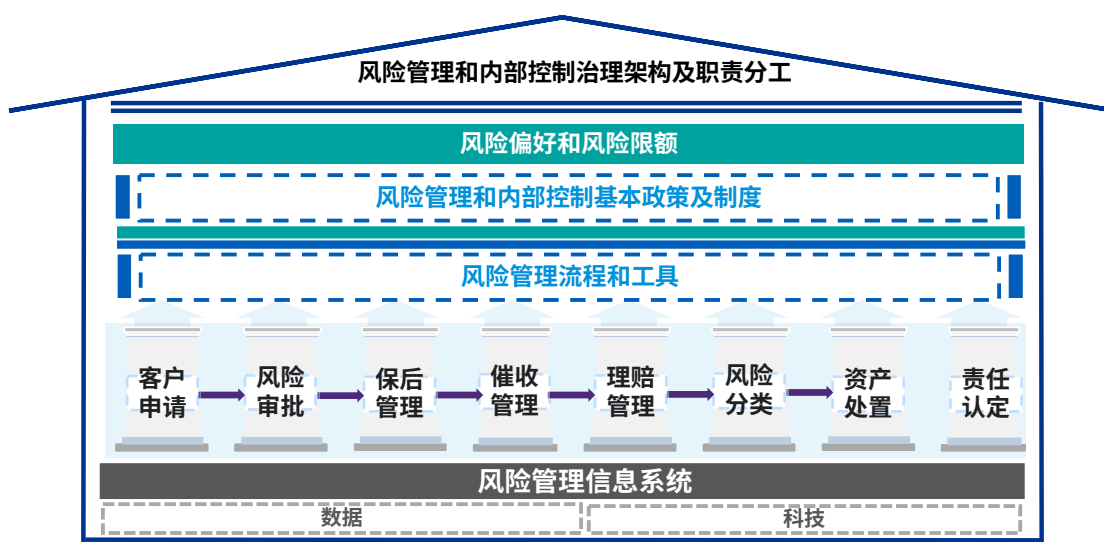 风险管理和内部控制治理架构及职责分工
风险偏好和风险限额
风险管理和内部控制基本政策及制度
风险管理流程和工具
客户
申请
风险
审批
保后
管理
催收
管理
理赔
管理
风险
分类
资产
处置
责任
认定
风险管理信息系统
数据
科技